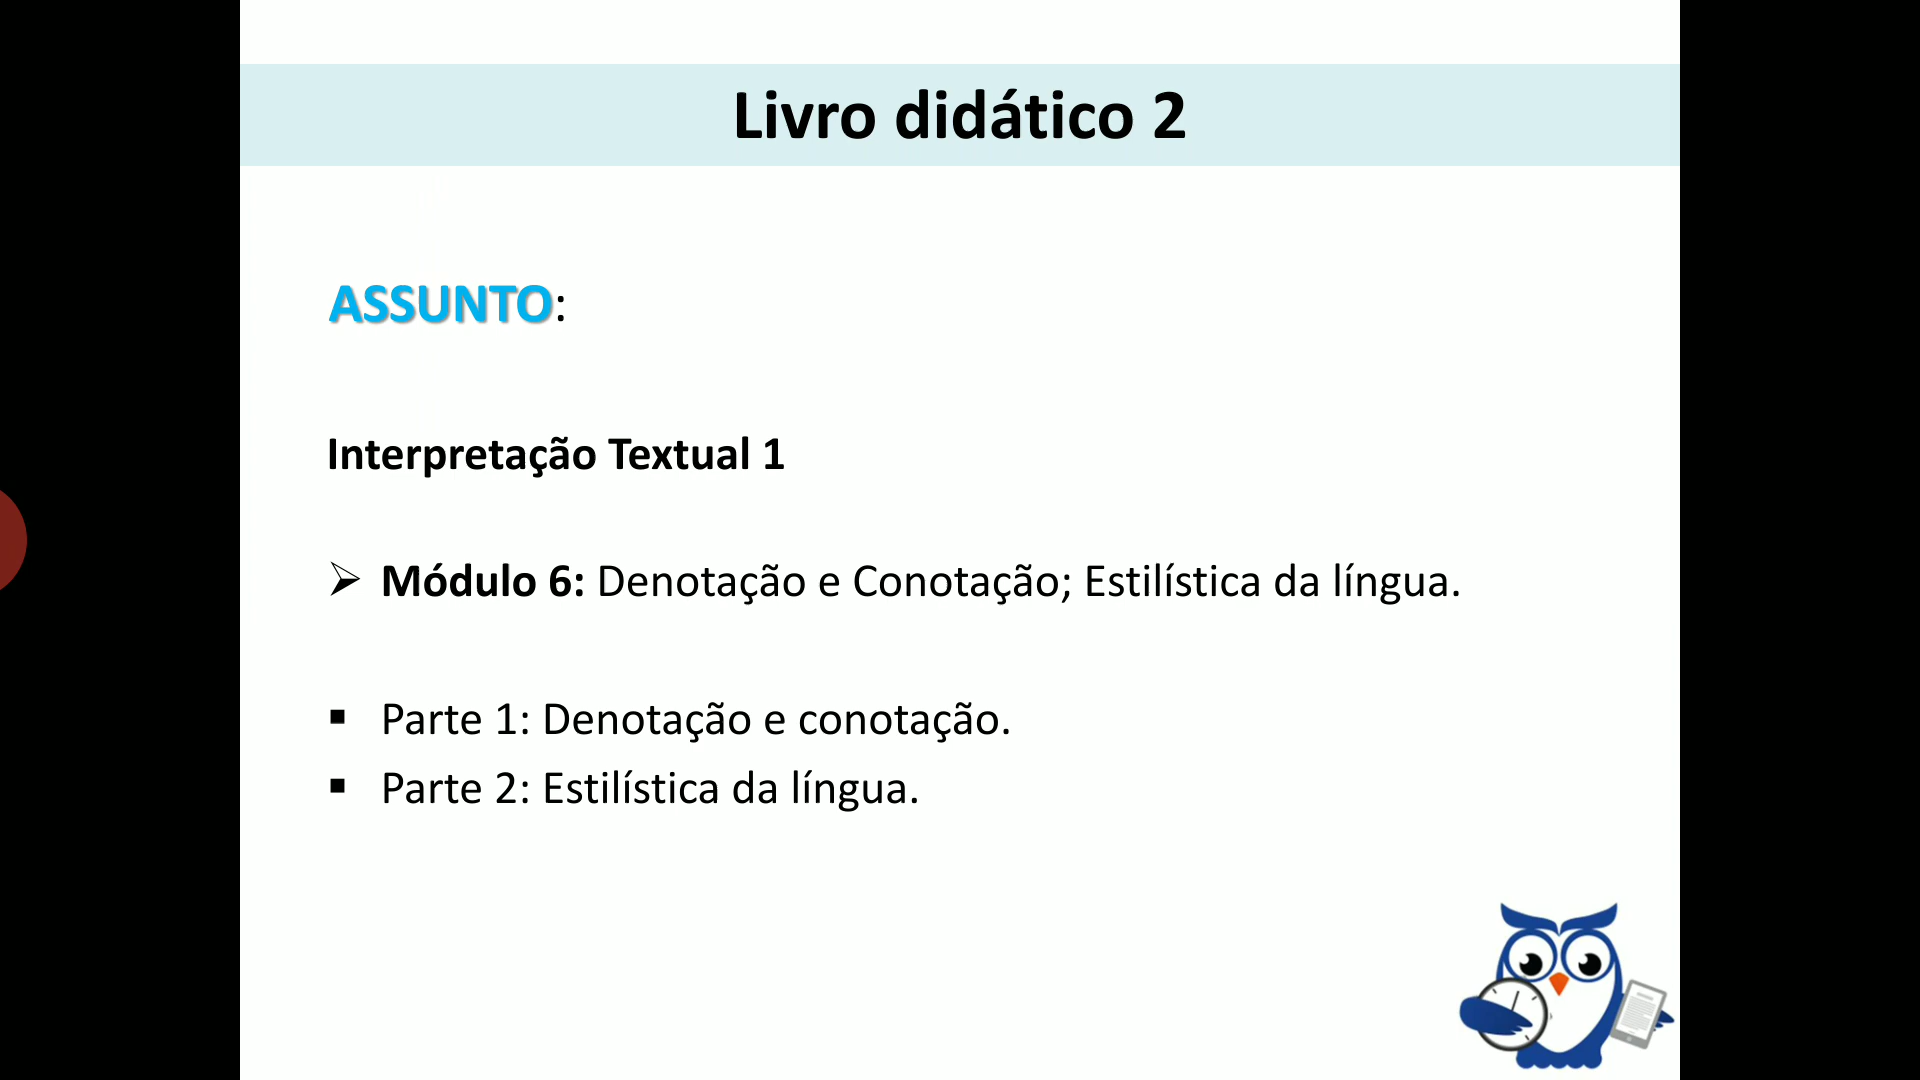 Livro didático 2
ASSUNTO:
Interpretação Textual 1
➢ Módulo 6: Denotação e Conotação; Estilística da língua.
▪ Parte 1: Denotação e conotação.
▪ Parte 2: Estilística da língua.